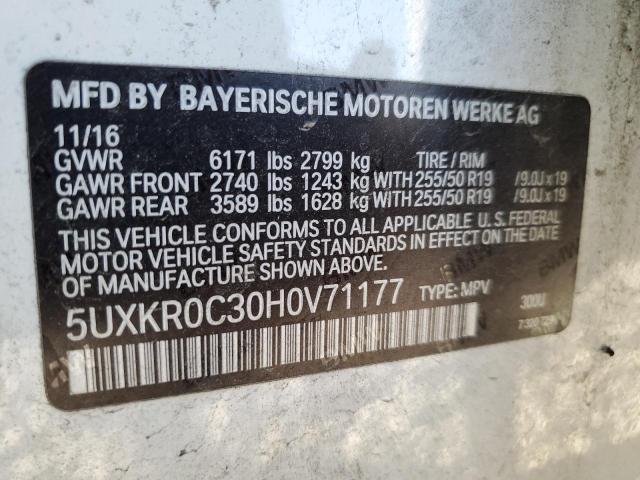 MFD BY BAYERISCHE MOTOREN WERKE AG
11/16
GVWR 6171 lbs 2799 kg TIRE / RIM
GAWR FRONT 2740 lbs 1243 kg WITH 255/50 R19 /9.0J x 19
GAWR REAR 3589 lbs 1628 kg WITH 255/50 R19 /9.0J x 19
THIS VEHICLE CONFORMS TO ALL APPLICABLE U.S. FEDERAL
MOTOR VEHICLE SAFETY STANDARDS IN EFFECT ON THE DATE
OF MANUFACTURE SHOWN ABOVE.
5UXKR0C30H0V71177 TYPE: MPV 300U